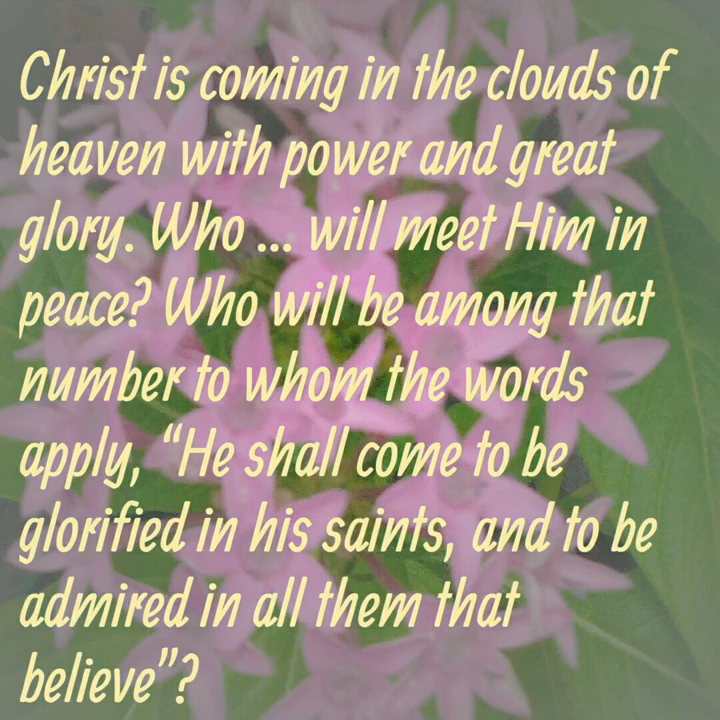 Christ is coming in the clouds of
heaven with power and great
glory. Who ... will meet Him in
peace? Who will be among that
number to whom the words
apply, “He shall come to be
glorified in his saints, and to be
admired in all them that
believe”?